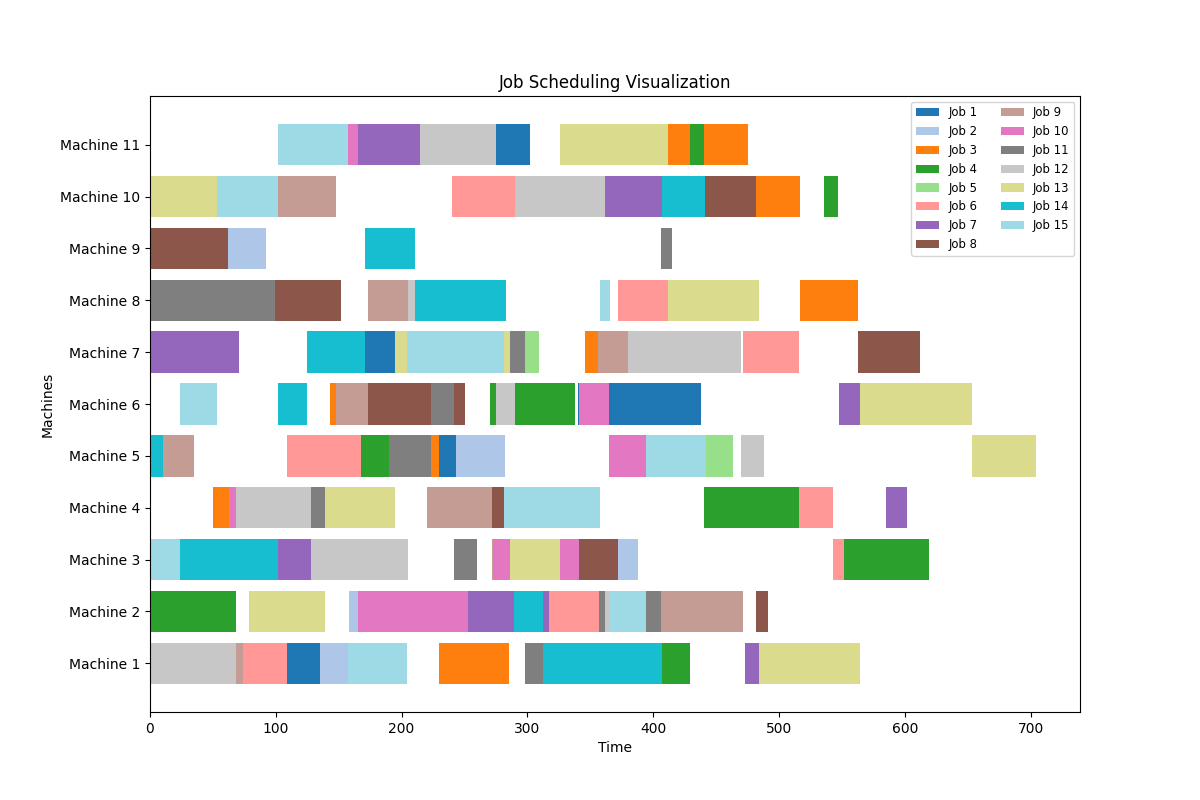 Job Scheduling Visualization
Machine 11
Machine 10
Machine 9
Machine 8
Machine 7
Machine 6
Machine 5
Machine 4
Machine 3
Machine 2
Machine 1
Machines
0 100 200 300 400 500 600 700
Time
Job 1 Job 9
Job 2 Job 10
Job 3 Job 11
Job 4 Job 12
Job 5 Job 13
Job 6 Job 14
Job 7 Job 15
Job 8